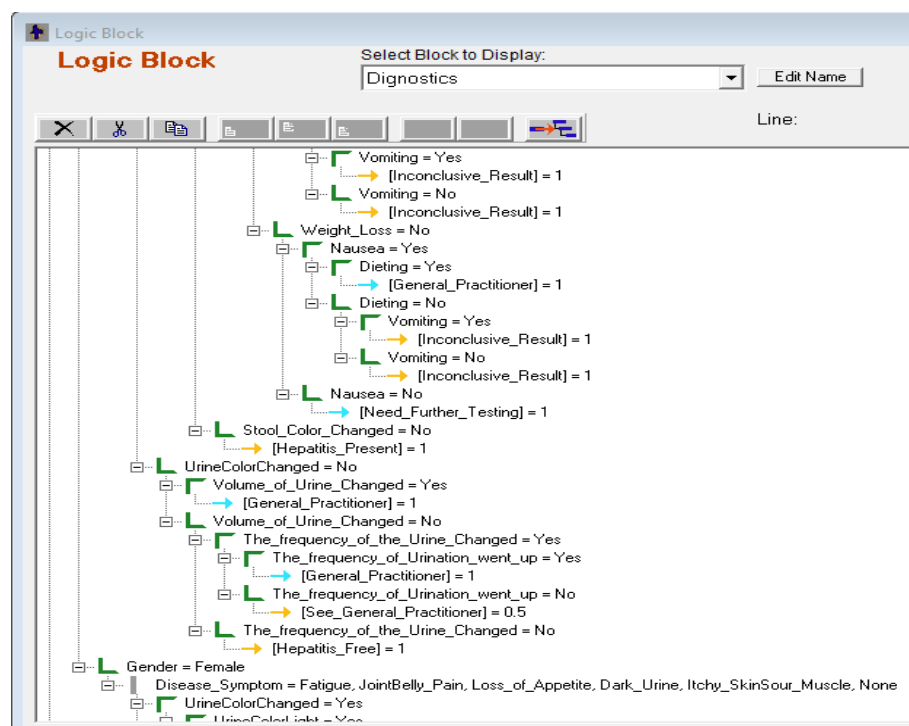 Logic Block
Logic Block
Select Block to Display:
Dignostics
Edit Name
Line:
Vomiting = Yes
[Inconclusive_Result] = 1
Vomiting = No
[Inconclusive_Result] = 1
Weight_Loss = No
Nausea = Yes
Dieting = Yes
[General_Practitioner] = 1
Dieting = No
Vomiting = Yes
[Inconclusive_Result] = 1
Vomiting = No
[Inconclusive_Result] = 1
Nausea = No
[Need_Further_Testing] = 1
Stool_Color_Changed = No
[Hepatitis_Present] = 1
UrineColorChanged = No
Volume_of_Urine_Changed = Yes
[General_Practitioner] = 1
Volume_of_Urine_Changed = No
The_frequency_of_the_Urine_Changed = Yes
The_frequency_of_Urination_went_up = Yes
[General_Practitioner] = 1
The_frequency_of_Urination_went_up = No
[See_General_Practitioner] = 0.5
The_frequency_of_the_Urine_Changed = No
[Hepatitis_Free] = 1
Gender = Female
Disease_Symptom = Fatigue, JointBelly_Pain, Loss_of_Appetite, Dark_Urine, Itchy_SkinSour_Muscle, None
UrineColorChanged = Yes
UrineColorLight = Yes